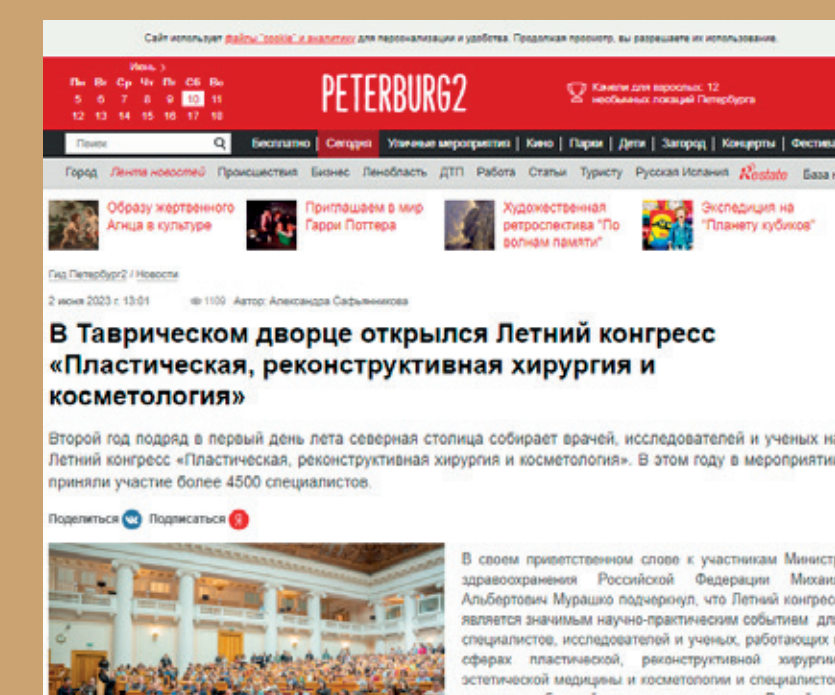 Сайт использует файлы "cookie" и аналитику для персонализации и удобства. Продолжая просмотр, вы разрешаете их использование.
Июнь >
Пн Вт Ср Чт Пт Сб Вс
5 6 7 8 9 10 11
12 13 14 15 16 17 18
PETERBURG2
Качели для взрослых: 12
необычных локаций Петербурга
Поиск
Бесплатно | Сегодня | Уличные мероприятия | Кино | Парки | Дети | Загород | Концерты | Фестива
Город Лента новостей Происшествия Бизнес Ленобласть ДТП Работа Статьи Туристу Русская Испания Rostate База н
Образу жертвенного
Агнца в культуре
Приглашаем в мир
Гарри Поттера
Художественная
ретроспектива "По
волнам памяти"
Экспедиция на
"Планету кубиков"
Гид Петербург2 / Новости
2 июня 2023 г. 13:01 1109 Автор: Александра Сафьянникова
В Таврическом дворце открылся Летний конгресс
«Пластическая, реконструктивная хирургия и
косметология»
Второй год подряд в первый день лета северная столица собирает врачей, исследователей и ученых на
Летний конгресс «Пластическая, реконструктивная хирургия и косметология». В этом году в мероприятии
приняли участие более 4500 специалистов.
Поделиться Подписаться Я
В своем приветственном слове к участникам Министр
здравоохранения Российской Федерации Михаил
Альбертович Мурашко подчеркнул, что Летний конгресс
является значимым научно-практическим событием для
специалистов, исследователей и ученых, работающих в
сферах пластической, реконструктивной хирургии,
эстетической медицины и косметологии и специалистов